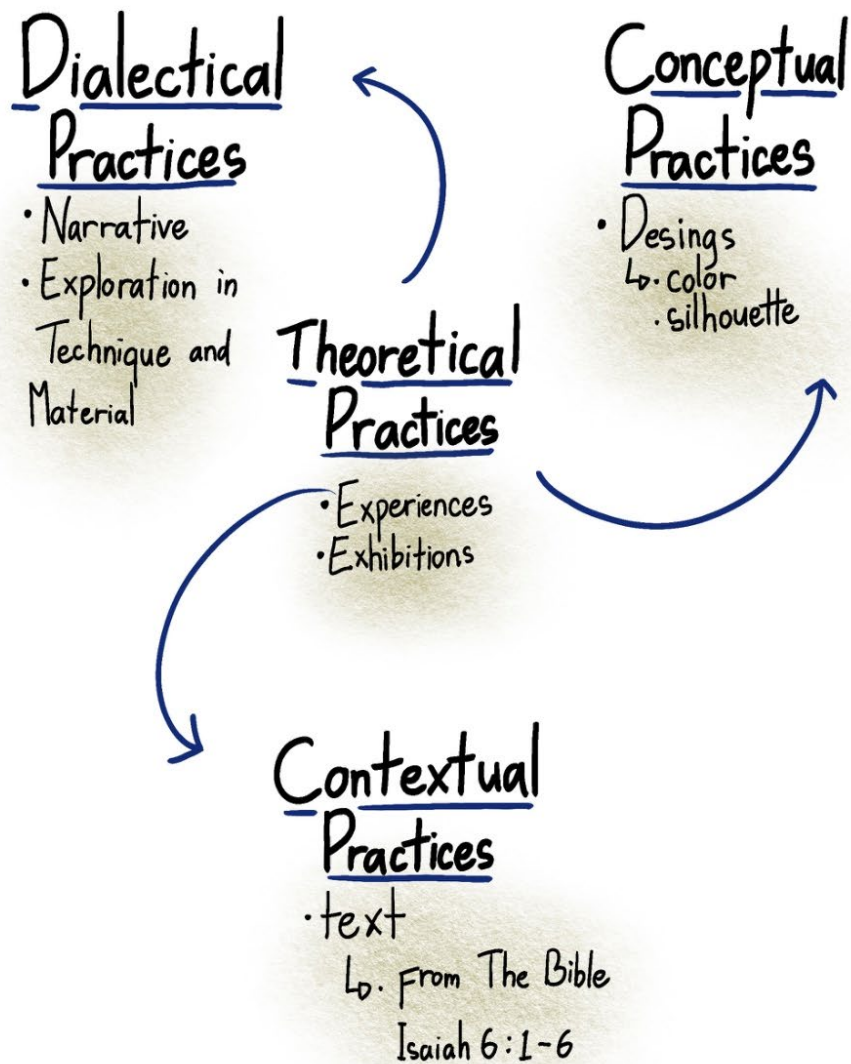 Dialectical
Practices
· Narrative
· Exploration in
Technique and
Material
Conceptual
Practices
· Desings
↳· color
· silhouette
Theoretical
Practices
· Experiences
· Exhibitions
Contextual
Practices
· text
↳· From The Bible
Isaiah 6:1-6